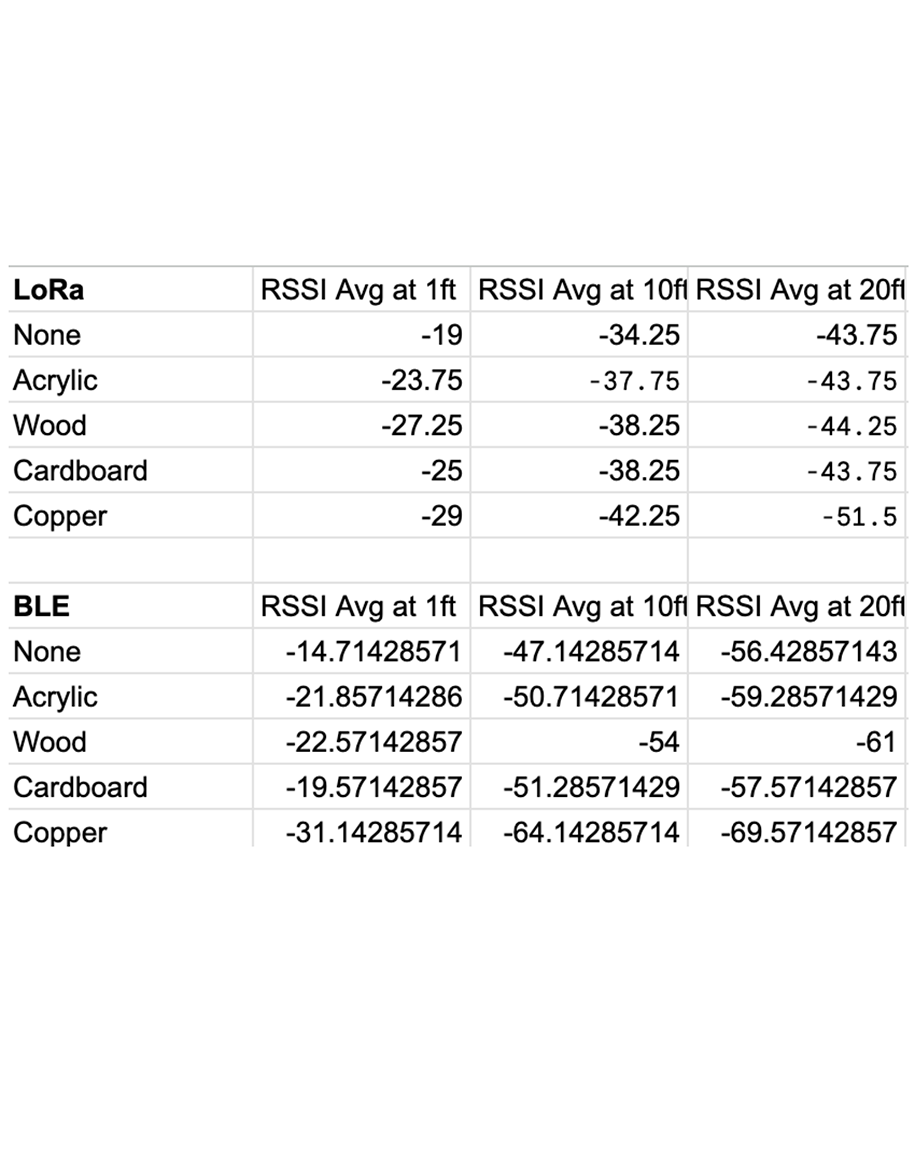 LoRa RSSI Avg at 1ft RSSI Avg at 10ft RSSI Avg at 20ft
None -19 -34.25 -43.75
Acrylic -23.75 -37.75 -43.75
Wood -27.25 -38.25 -44.25
Cardboard -25 -38.25 -43.75
Copper -29 -42.25 -51.5
BLE RSSI Avg at 1ft RSSI Avg at 10ft RSSI Avg at 20ft
None -14.71428571 -47.14285714 -56.42857143
Acrylic -21.85714286 -50.71428571 -59.28571429
Wood -22.57142857 -54 -61
Cardboard -19.57142857 -51.28571429 -57.57142857
Copper -31.14285714 -64.14285714 -69.57142857